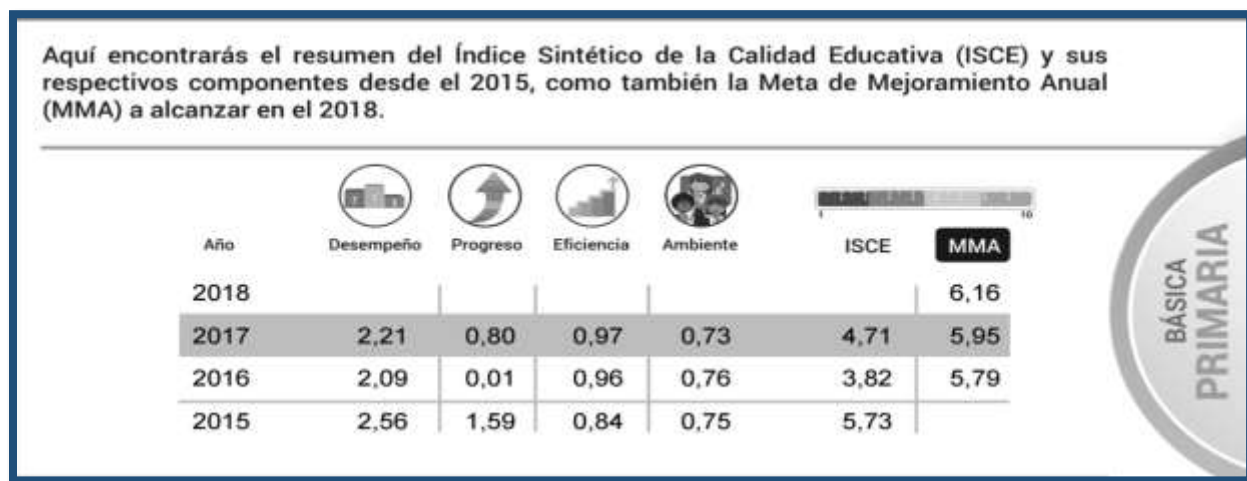 Aquí encontrarás el resumen del Índice Sintético de la Calidad Educativa (ISCE) y sus
respectivos componentes desde el 2015, como también la Meta de Mejoramiento Anual
(MMA) a alcanzar en el 2018.
1 10
Año Desempeño Progreso Eficiencia Ambiente ISCE MMA
2018 6,16
2017 2,21 0,80 0,97 0,73 4,71 5,95
2016 2,09 0,01 0,96 0,76 3,82 5,79
2015 2,56 1,59 0,84 0,75 5,73
BÁSICA
PRIMARIA